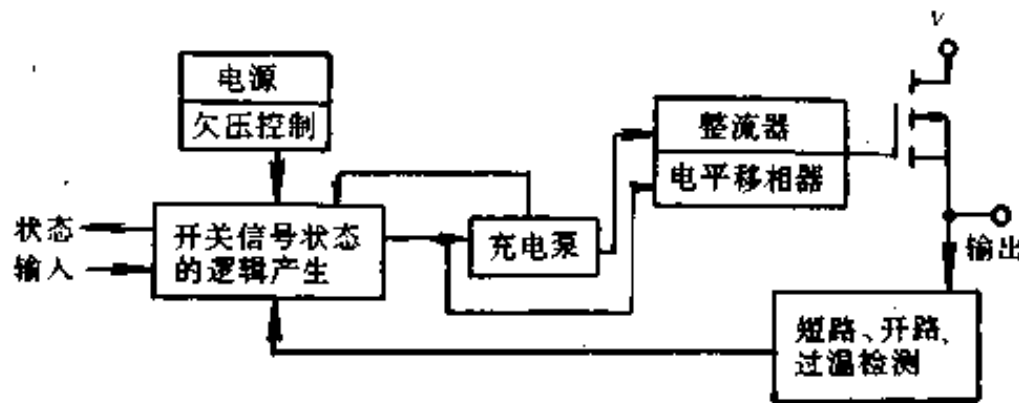 V
电源
欠压控制
整流器
电平移相器
状态
输入
开关信号状态
的逻辑产生
充电泵
输出
短路、开路、
过温检测